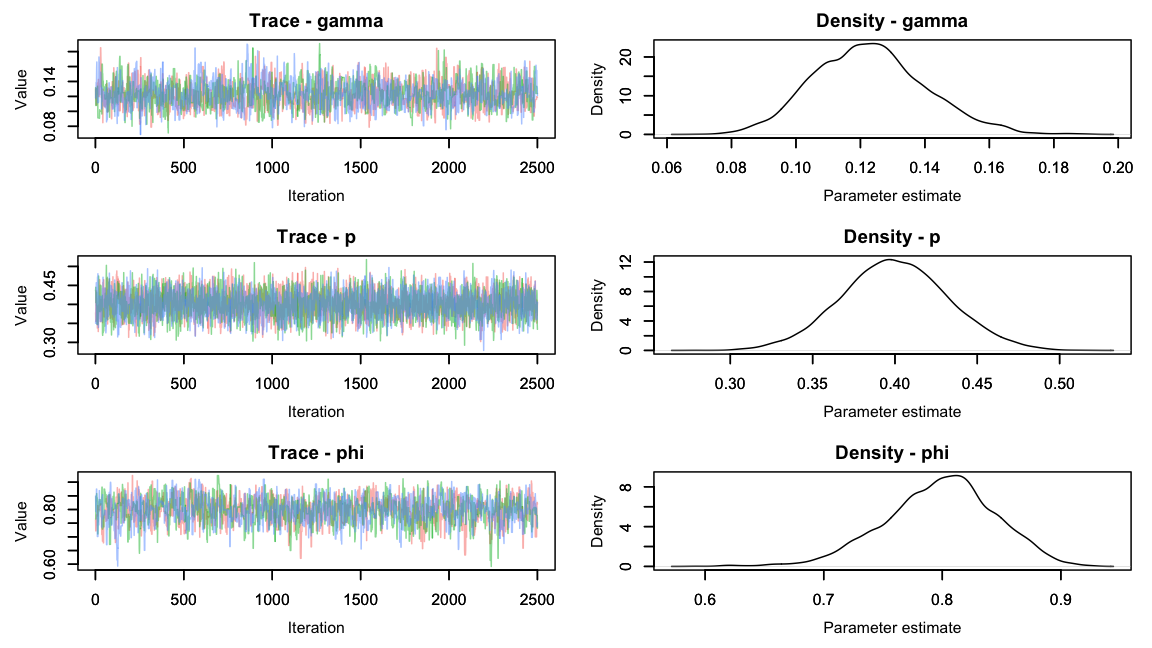 Trace - gamma
Value
0.08 0.14
0 500 1000 1500 2000 2500
Iteration
Density - gamma
Density
0 10 20
0.06 0.08 0.10 0.12 0.14 0.16 0.18 0.20
Parameter estimate
Trace - p
Value
0.30 0.45
0 500 1000 1500 2000 2500
Iteration
Density - p
Density
0 4 8 12
0.30 0.35 0.40 0.45 0.50
Parameter estimate
Trace - phi
Value
0.60 0.80
0 500 1000 1500 2000 2500
Iteration
Density - phi
Density
0 4 8
0.6 0.7 0.8 0.9
Parameter estimate